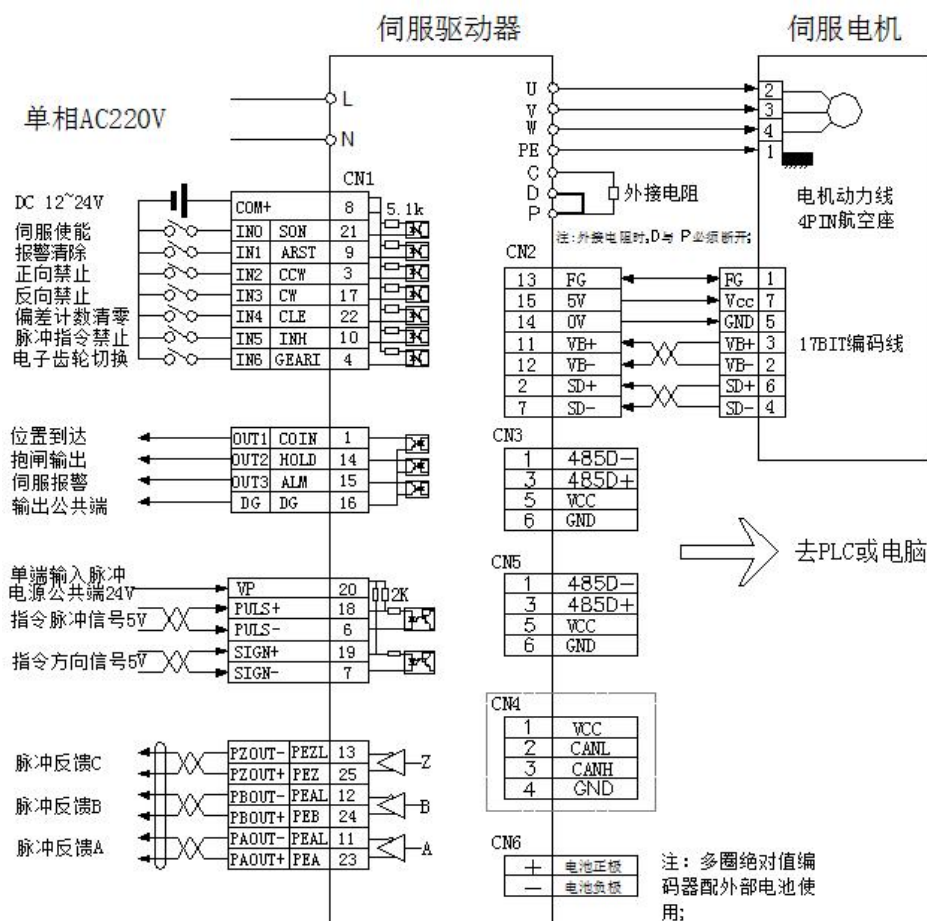 伺服驱动器
伺服电机
单相AC220V
L
N
U
V
W
PE
C
D
P
外接电阻
注:外接电阻时,D与 P必须断开;
2
3
4
1
电机动力线
4PIN航空座
CN1
DC 12~24V
COM+ 8
5.1k
伺服使能 IN0 SON 21
报警清除 IN1 ARST 9
正向禁止 IN2 CCW 3
反向禁止 IN3 CW 17
偏差计数清零 IN4 CLE 22
脉冲指令禁止 IN5 INH 10
电子齿轮切换 IN6 GEARI 4
CN2
13 FG FG 1
15 5V Vcc 7
14 0V GND 5
11 VB+ VB+ 3
12 VB- VB- 2
2 SD+ SD+ 6
7 SD- SD- 4
17BIT编码线
位置到达 OUT1 COIN 1
抱闸输出 OUT2 HOLD 14
伺服报警 OUT3 ALM 15
输出公共端 DG DG 16
CN3
1 485D-
3 485D+
5 VCC
6 GND
去PLC或电脑
单端输入脉冲
电源公共端24V
VP 20
2K
指令脉冲信号5V
PULS+ 18
PULS- 6
指令方向信号5V
SIGN+ 19
SIGN- 7
CN5
1 485D-
3 485D+
5 VCC
6 GND
CN4
1 VCC
2 CANL
3 CANH
4 GND
脉冲反馈C
PZOUT- PEZL 13
PZOUT+ PEZ 25
Z
脉冲反馈B
PBOUT- PEAL 12
PBOUT+ PEB 24
B
脉冲反馈A
PAOUT- PEAL 11
PAOUT+ PEA 23
A
CN6
+ 电池正极
- 电池负极
注：多圈绝对值编
码器配外部电池使
用;